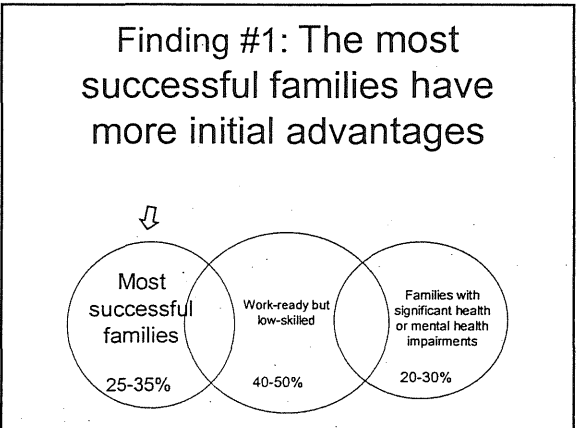 Finding #1: The most
successful families have
more initial advantages
Most
successful
families
25-35%
Work-ready but
low-skilled
40-50%
Families with
significant health
or mental health
impairments
20-30%